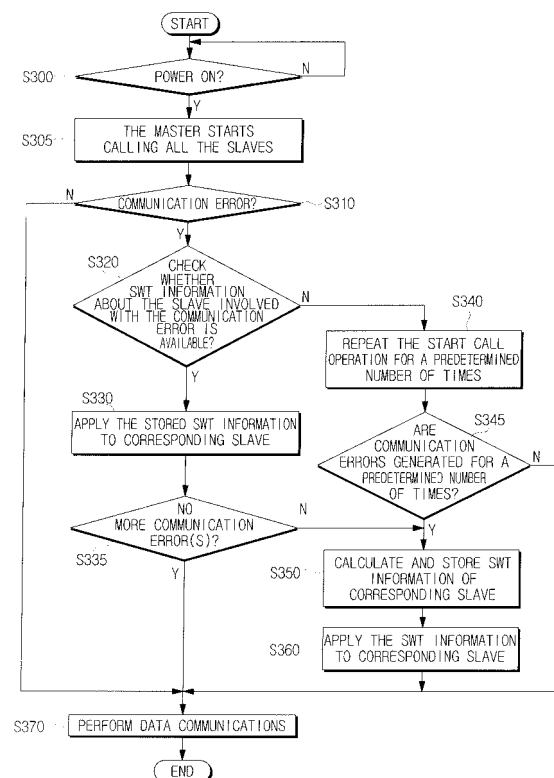 START
S300
POWER ON?
N
Y
S305
THE MASTER STARTS
CALLING ALL THE SLAVES
N
COMMUNICATION ERROR?
S310
Y
S320
CHECK
WHETHER
SWT INFORMATION
ABOUT THE SLAVE INVOLVED
WITH THE COMMUNICATION
ERROR IS
AVAILABLE?
N
Y
S340
REPEAT THE START CALL
OPERATION FOR A PREDETERMINED
NUMBER OF TIMES
S330
APPLY THE STORED SWT INFORMATION
TO CORRESPONDING SLAVE
S345
ARE
COMMUNICATION
ERRORS GENERATED FOR A
PREDETERMINED NUMBER
OF TIMES?
N
Y
NO
MORE COMMUNICATION
ERROR(S)?
N
S335
Y
S350
CALCULATE AND STORE SWT
INFORMATION OF
CORRESPONDING SLAVE
S360
APPLY THE SWT INFORMATION
TO CORRESPONDING SLAVE
S370
PERFORM DATA COMMUNICATIONS
END